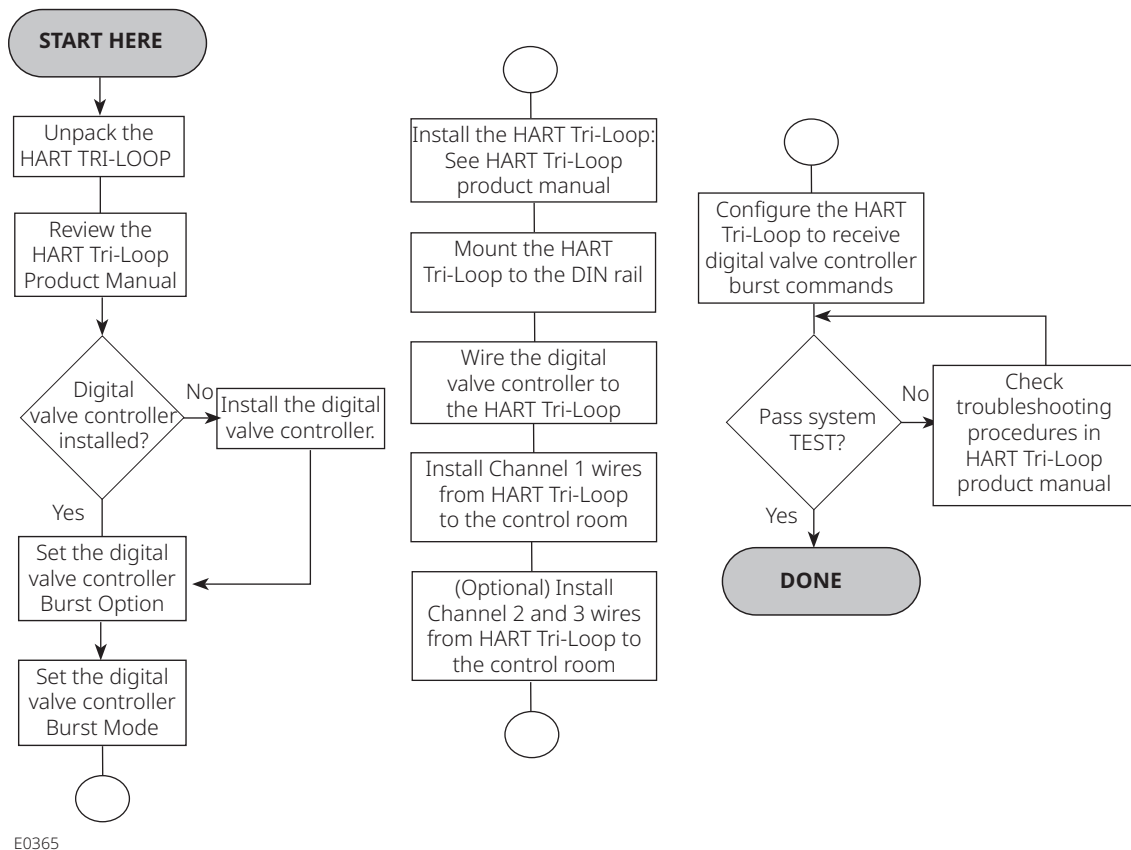 START HERE
Unpack the
HART TRI-LOOP
Review the
HART Tri-Loop
Product Manual
Digital
valve controller
installed?
No
Install the digital
valve controller.
Yes
Set the digital
valve controller
Burst Option
Set the digital
valve controller
Burst Mode
Install the HART Tri-Loop:
See HART Tri-Loop
product manual
Mount the HART
Tri-Loop to the DIN rail
Wire the digital
valve controller to
the HART Tri-Loop
Install Channel 1 wires
from HART Tri-Loop
to the control room
(Optional) Install
Channel 2 and 3 wires
from HART Tri-Loop to
the control room
Configure the HART
Tri-Loop to receive
digital valve controller
burst commands
Pass system
TEST?
No
Check
troubleshooting
procedures in
HART Tri-Loop
product manual
Yes
DONE
E0365